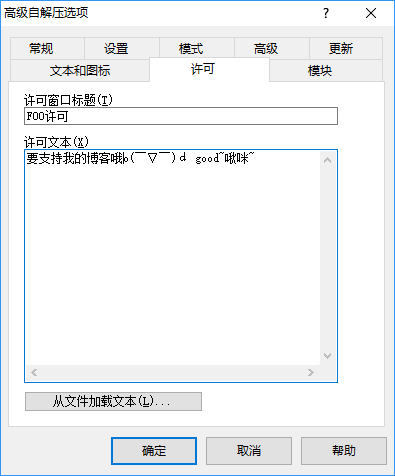 高级自解压选项
?
常规 设置 模式 高级 更新
文本和图标 许可 模块
许可窗口标题(T)
FOO许可
许可文本(X)
要支持我的博客哦p(￣▽￣)d good~啾咪~
从文件加载文本(L)...
确定 取消 帮助